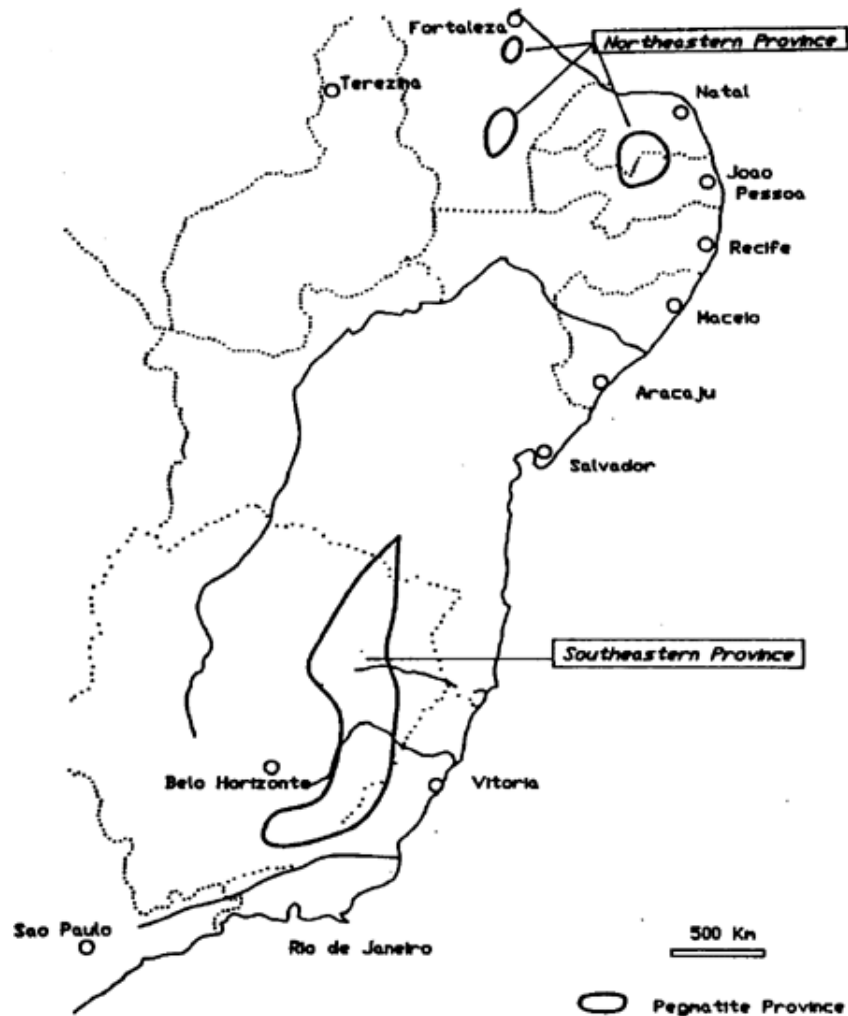 Fortaleza
Northeastern Province
Terezina
Natal
Joao
Pessoa
Recife
Maceio
Aracaju
Salvador
Southeastern Province
Belo Horizonte
Vitoria
Sao Paulo
Rio de Janeiro
500 Km
Pegmatite Province